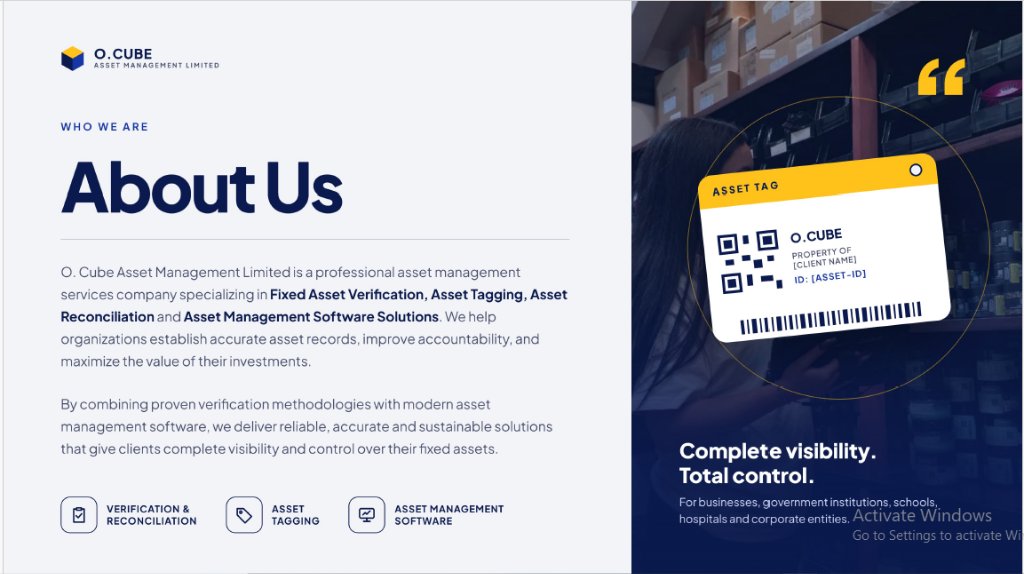 O.CUBE
ASSET MANAGEMENT LIMITED
WHO WE ARE
About Us
O. Cube Asset Management Limited is a professional asset management
services company specializing in Fixed Asset Verification, Asset Tagging, Asset
Reconciliation and Asset Management Software Solutions. We help
organizations establish accurate asset records, improve accountability, and
maximize the value of their investments.
By combining proven verification methodologies with modern asset
management software, we deliver reliable, accurate and sustainable solutions
that give clients complete visibility and control over their fixed assets.
VERIFICATION &
RECONCILIATION
ASSET
TAGGING
ASSET MANAGEMENT
SOFTWARE
“
ASSET TAG
O.CUBE
PROPERTY OF
[CLIENT NAME]
ID: [ASSET-ID]
Complete visibility.
Total control.
For businesses, government institutions, schools,
hospitals and corporate entities.
Activate Windows
Go to Settings to activate Wi